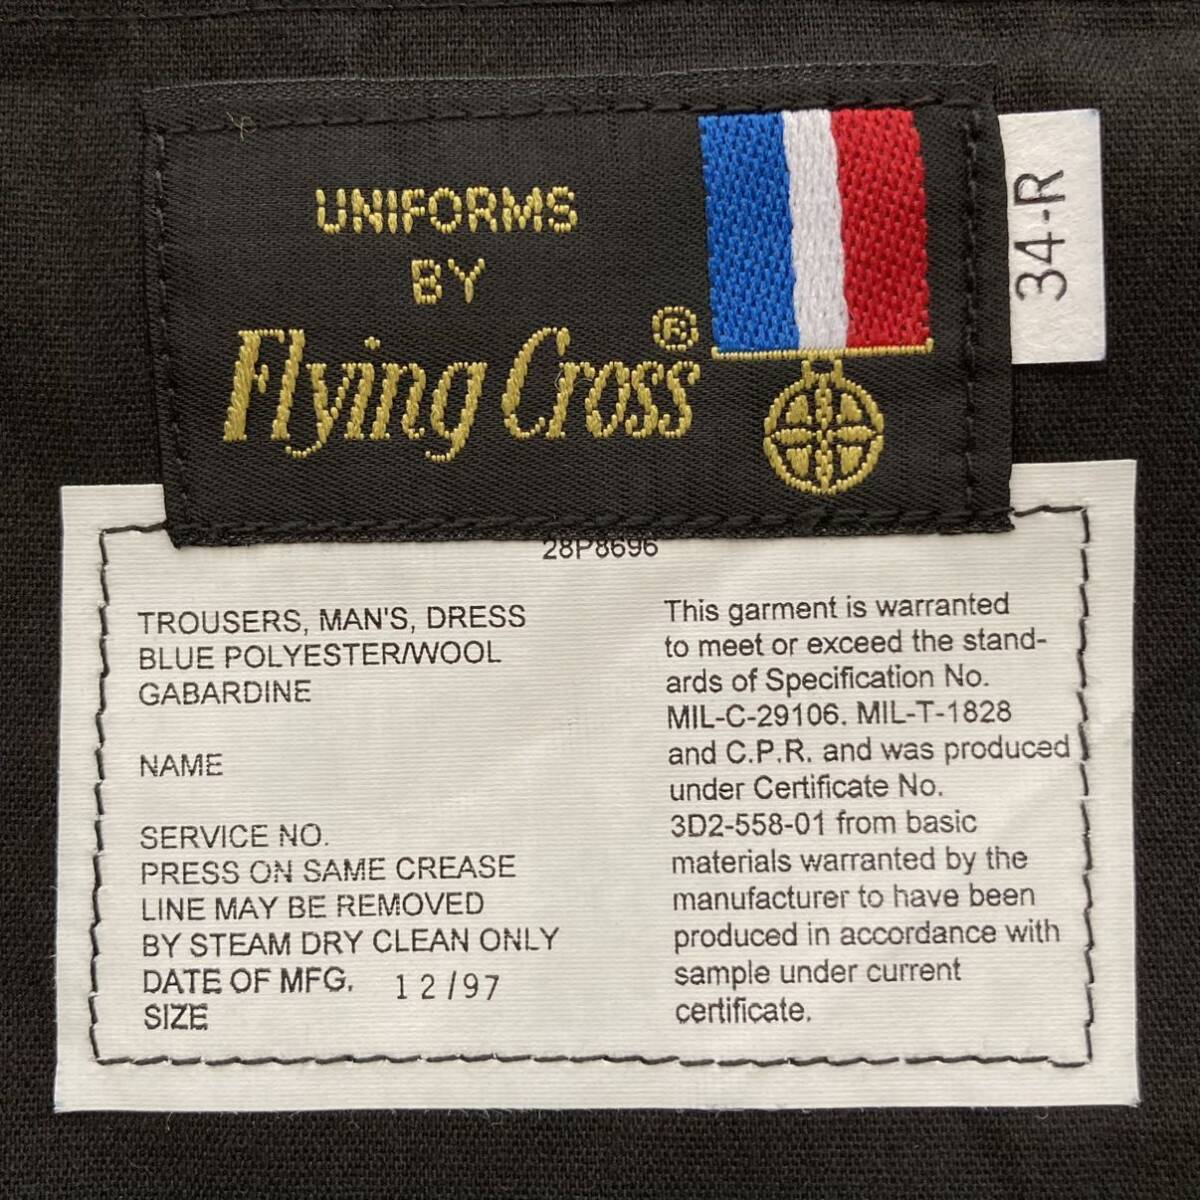 UNIFORMS
BY
Flying Cross®
34-R
28P8696
TROUSERS, MAN'S, DRESS
BLUE POLYESTER/WOOL
GABARDINE
NAME
SERVICE NO.
PRESS ON SAME CREASE
LINE MAY BE REMOVED
BY STEAM DRY CLEAN ONLY
DATE OF MFG. 12/97
SIZE
This garment is warranted
to meet or exceed the stand-
ards of Specification No.
MIL-C-29106. MIL-T-1828
and C.P.R. and was produced
under Certificate No.
3D2-558-01 from basic
materials warranted by the
manufacturer to have been
produced in accordance with
sample under current
certificate.